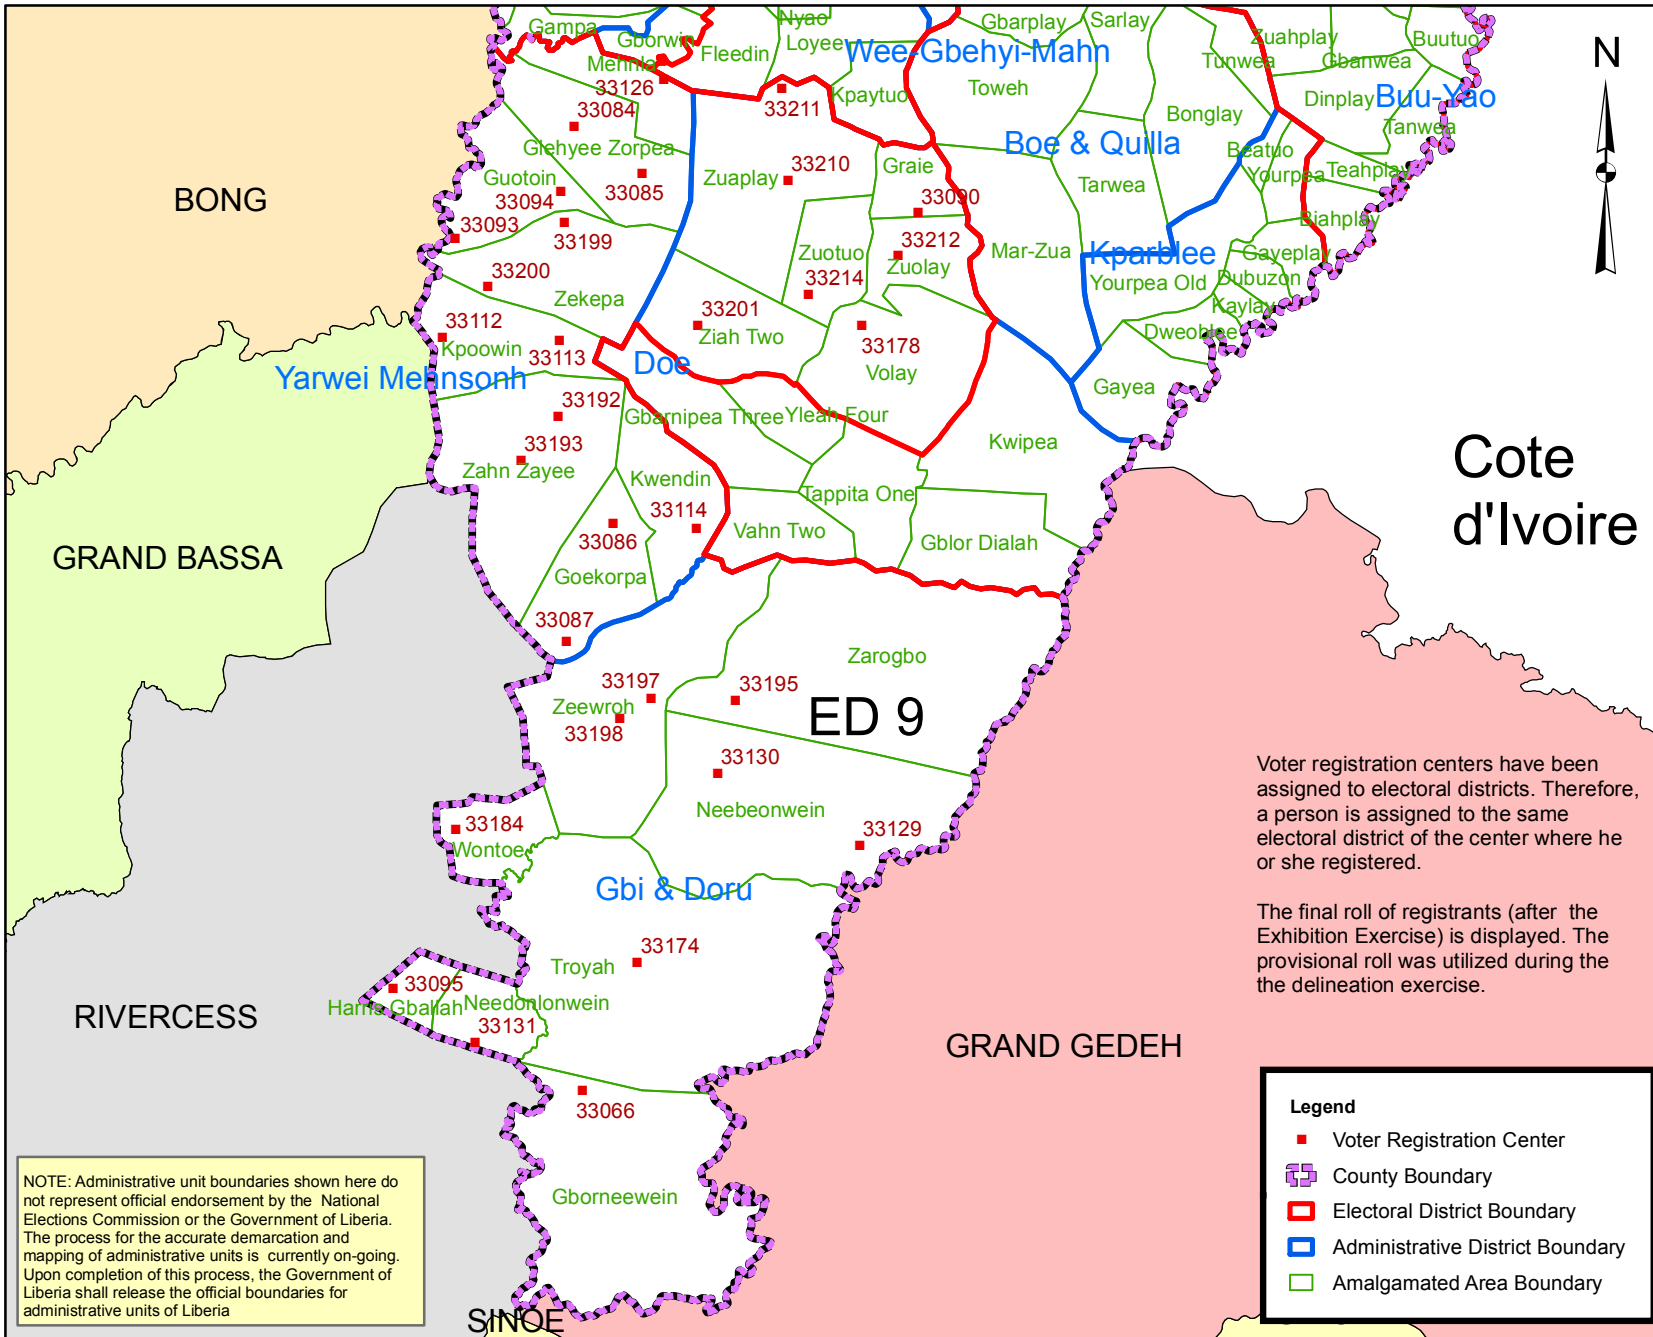 Gampa
Nyao
Gbarplay
Sarlay
Gborwin
Fleedin
Loyee
Wee-Gbehyi-Mahn
Tunwea
Zuahplay
Buutuo
Gbanwea
N
Mehnla
33126
33211
Kpaytuo
Toweh
Bonglay
Dinplay
Buu-Yao
Tanwea
33084
Glehyee Zorpea
Boe & Quilla
Beatuo
33210
Graie
Guotoin
33085
Zuaplay
Tarwea
Yourpea
Teahplay
BONG
33094
33090
33093
33199
Biahplay
33212
Zuotuo
Zuolay
Mar-Zua
Kparblee
Gayeplay
33200
33214
Yourpea Old
Dubuzon
Zekepa
Kaylay
33112
33201
Ziah Two
Dweohlee
Kpoowin
33113
33178
Doe
Volay
Yarwei Mehnsonh
Gayea
33192
Gbarnipea Three
Yleah Four
33193
Kwipea
Zahn Zayee
Kwendin
Cote
d'Ivoire
Tappita One
33114
33086
Vahn Two
Gblor Dialah
GRAND BASSA
Goekorpa
33087
Zarogbo
33197
33195
Zeewroh
ED 9
33198
33130
Neebeonwein
33184
33129
Wontoe
Gbi & Doru
Voter registration centers have been
assigned to electoral districts. Therefore,
a person is assigned to the same
electoral district of the center where he
or she registered.
The final roll of registrants (after  the
Exhibition Exercise) is displayed. The
provisional roll was utilized during the
the delineation exercise.
33174
Troyah
33095
Harris Gballah
Needonlonwein
RIVERCESS
33131
GRAND GEDEH
33066
Gborneewein
SINOE
Legend
Voter Registration Center
County Boundary
Electoral District Boundary
Administrative District Boundary
Amalgamated Area Boundary
NOTE: Administrative unit boundaries shown here do
not represent official endorsement by the  National
Elections Commission or the Government of Liberia.
The process for the accurate demarcation and
mapping of administrative units is  currently on-going.
Upon completion of this process, the Government of
Liberia shall release the official boundaries for
administrative units of Liberia